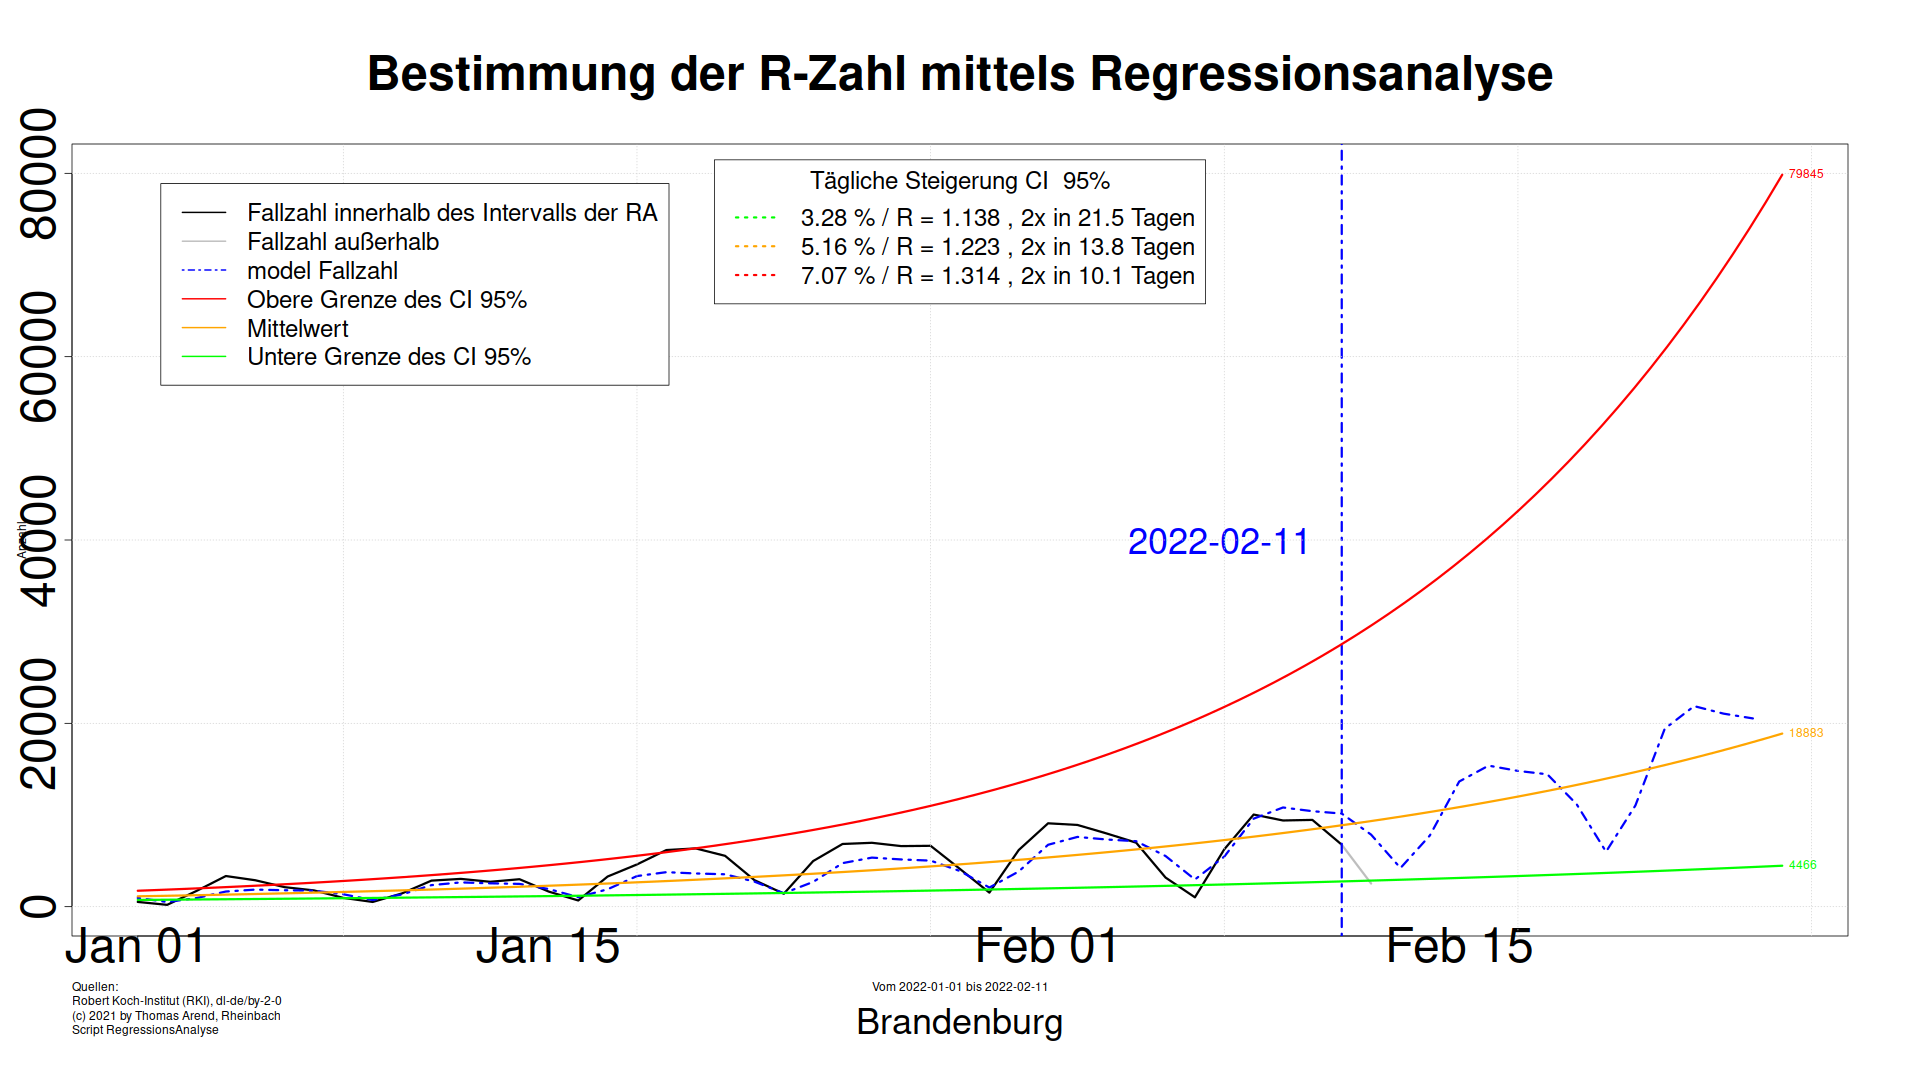 Bestimmung der R-Zahl mittels Regressionsanalyse
Anzahl
80000
60000
40000
20000
0
Fallzahl innerhalb des Intervalls der RA
Fallzahl außerhalb
model Fallzahl
Obere Grenze des CI 95%
Mittelwert
Untere Grenze des CI 95%
Tägliche Steigerung CI  95%
3.28 % / R = 1.138 , 2x in 21.5 Tagen
5.16 % / R = 1.223 , 2x in 13.8 Tagen
7.07 % / R = 1.314 , 2x in 10.1 Tagen
79845
2022-02-11
18883
4466
Jan 01
Jan 15
Feb 01
Feb 15
Quellen:
Robert Koch-Institut (RKI), dl-de/by-2-0
(c) 2021 by Thomas Arend, Rheinbach
Script RegressionsAnalyse
Vom 2022-01-01 bis 2022-02-11
Brandenburg